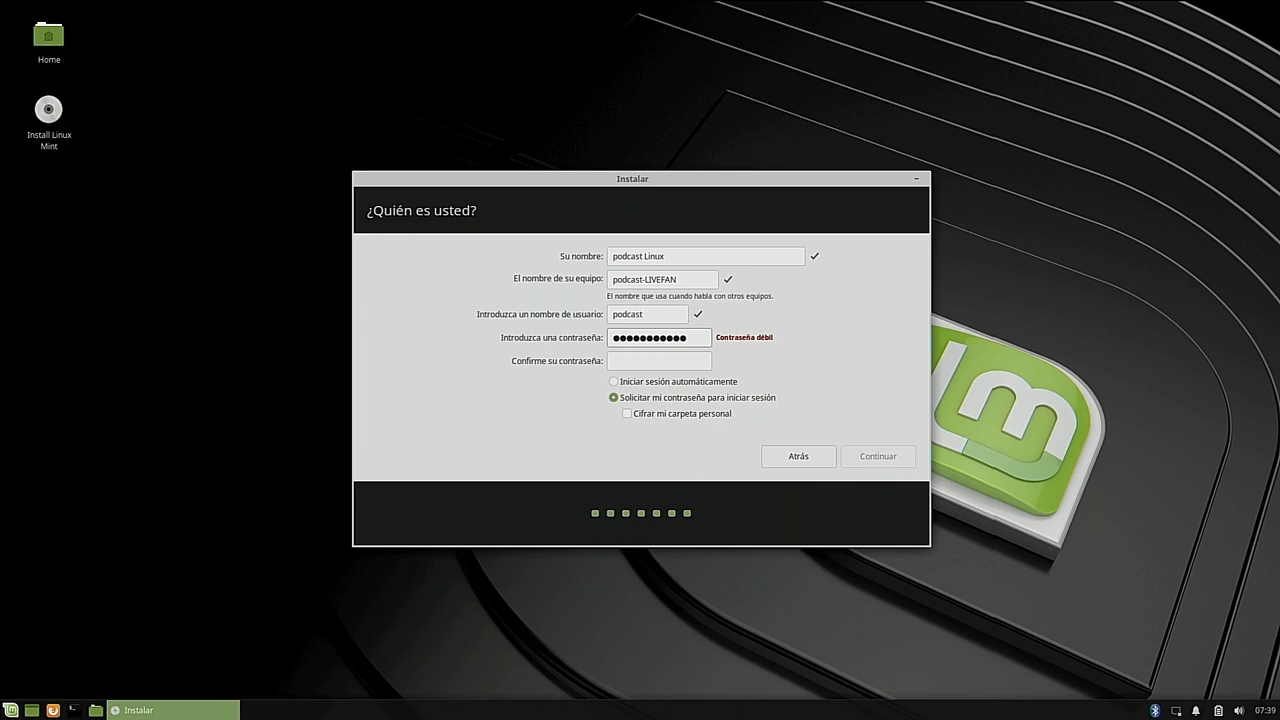 Home
Install Linux
Mint
Instalar
¿Quién es usted?
Su nombre: podcast Linux
El nombre de su equipo: podcast-LIVEFAN
El nombre que usa cuando habla con otros equipos.
Introduzca un nombre de usuario: podcast
Introduzca una contraseña: ●●●●●●●●●●● Contraseña débil
Confirme su contraseña:
Iniciar sesión automáticamente
Solicitar mi contraseña para iniciar sesión
Cifrar mi carpeta personal
Atrás Continuar
Instalar 07:39